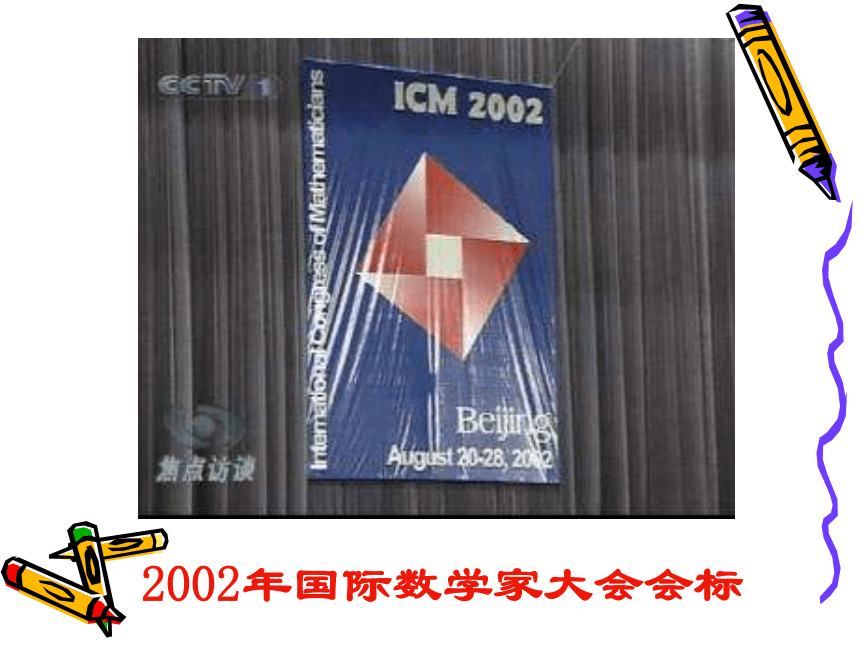 CCTV 1
ICM 2002
International Congress of Mathematicians
Beijing
August 20-28, 2002
焦点访谈
2002年国际数学家大会会标